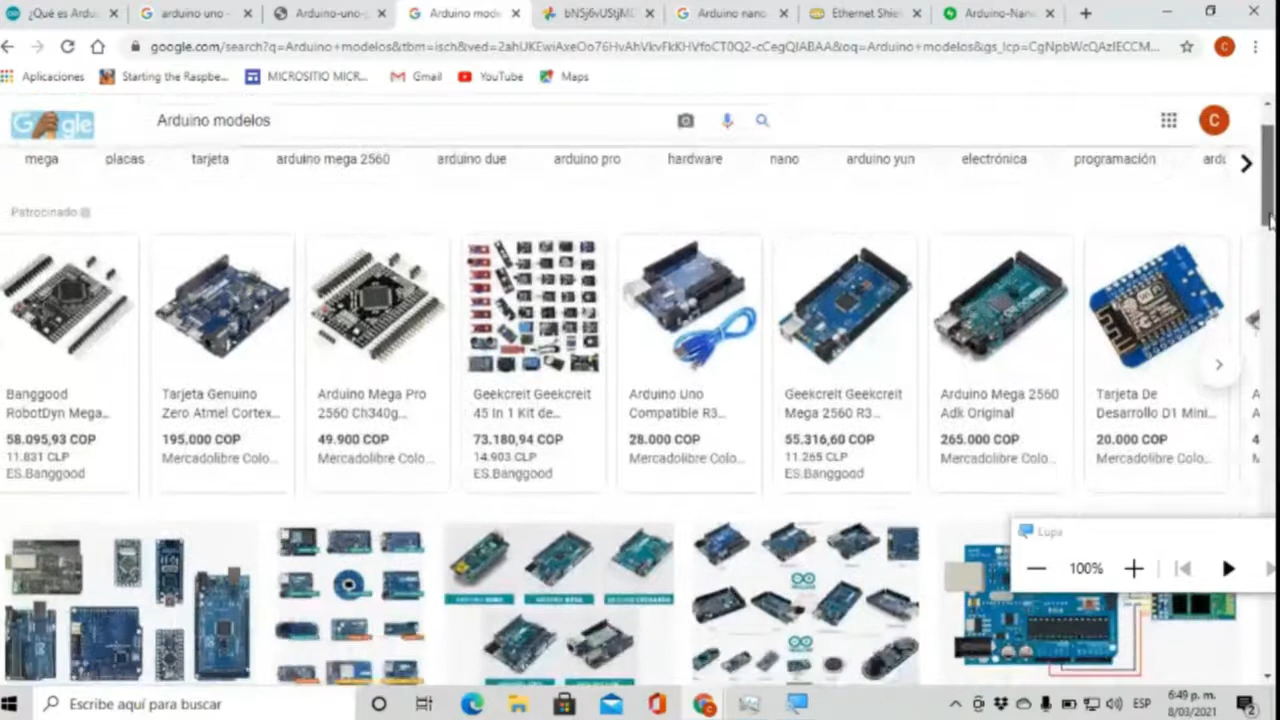 ¿Qué es Ardu
arduino uno -
Arduino-uno-
Arduino mode
bN5j6vUStjM
Arduino nano
Ethernet Shie
Arduino-Nan
google.com/search?q=Arduino+modelos&tbm=isch&ved=2ahUKEwiAxeOo76HvAhVkvFkKHVfoCT0Q2-cCegQIABAA&oq=Arduino+modelos&gs_lcp=CgNpbWcQAzIECCM...
C
Aplicaciones
Starting the Raspbe...
MICROSITIO MICR...
Gmail
YouTube
Maps
Arduino modelos
C
mega
placas
tarjeta
arduino mega 2560
arduino due
arduino pro
hardware
nano
arduino yun
electrónica
programación
ardu
Patrocinado
Banggood
RobotDyn Mega...
58.095,93 COP
11.831 CLP
ES.Banggood
Tarjeta Genuino
Zero Atmel Cortex...
195.000 COP
Mercadolibre Colo...
Arduino Mega Pro
2560 Ch340g...
49.900 COP
Mercadolibre Colo...
Geekcreit Geekcreit
45 In 1 Kit de...
73.180,94 COP
14.903 CLP
ES.Banggood
Arduino Uno
Compatible R3...
28.000 COP
Mercadolibre Colo...
Geekcreit Geekcreit
Mega 2560 R3...
55.316,60 COP
11.265 CLP
ES.Banggood
Arduino Mega 2560
Adk Original
265.000 COP
Mercadolibre Colo...
Tarjeta De
Desarrollo D1 Mini...
20.000 COP
Mercadolibre Colo...
Lupa
100%
Escribe aquí para buscar
ESP
6:49 p. m.
8/03/2021
2